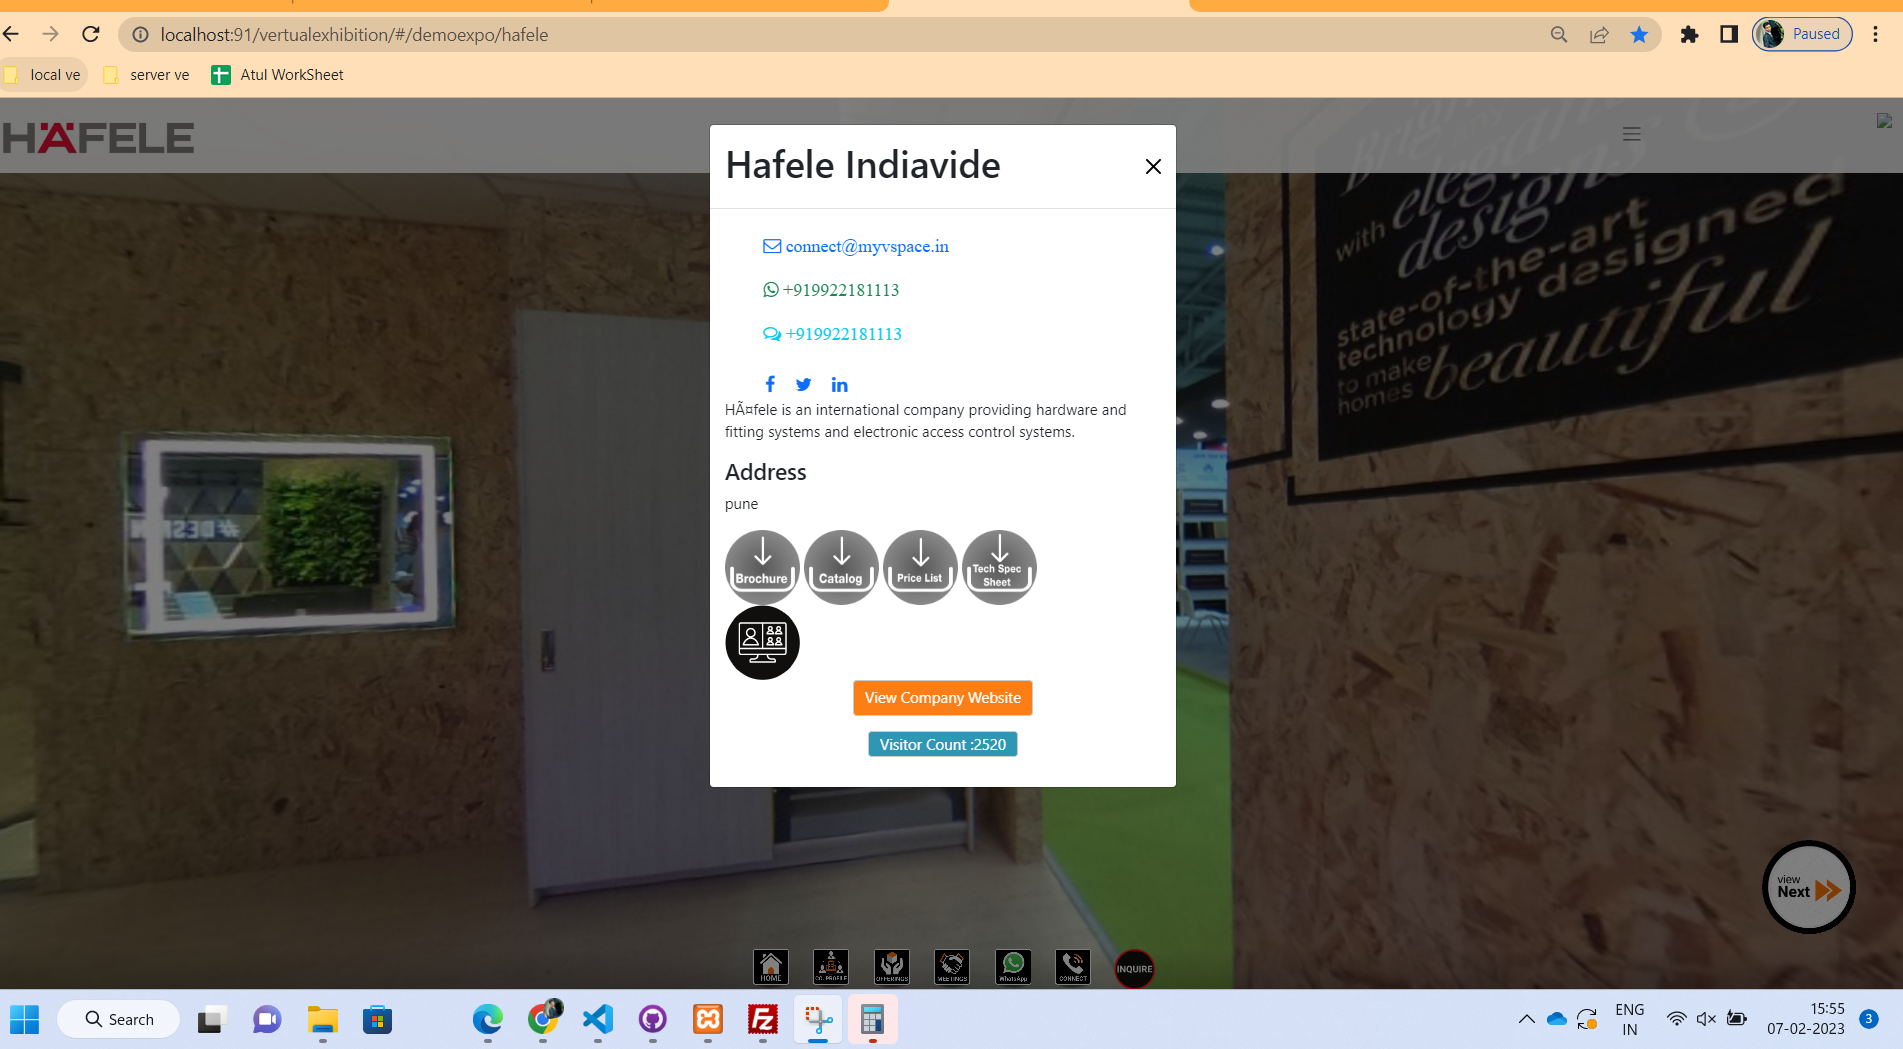 localhost:91/vertualexhibition/#/demoexpo/hafele
Paused
local ve
server ve
Atul WorkSheet
HÄFELE
Hafele Indiavide
connect@myvspace.in
+919922181113
+919922181113
HÃ¤fele is an international company providing hardware and
fitting systems and electronic access control systems.
Address
pune
Brochure
Catalog
Price List
Tech Spec
Sheet
View Company Website
Visitor Count :2520
with elegant
designs
state-of-the-art
technology designed
to make
homes beautiful
view
Next
HOME
CO. PROFILE
OFFERINGS
MEETINGS
WhatsApp
CONNECT
INQUIRE
Search
ENG
IN
15:55
07-02-2023
3